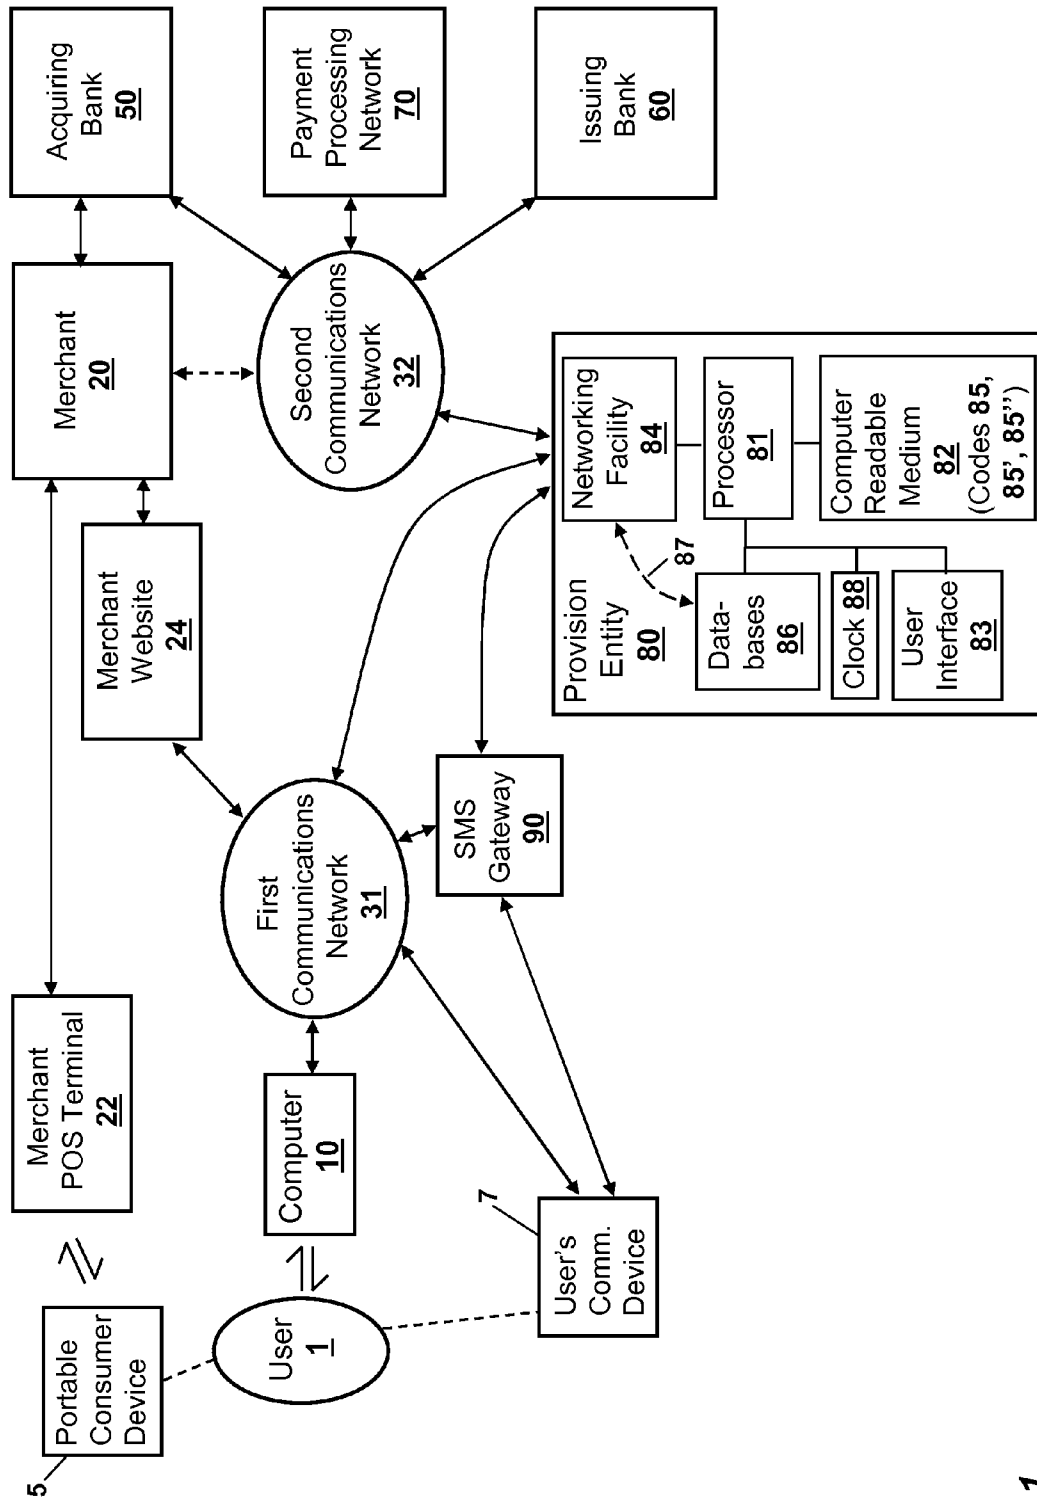 5
Portable
Consumer
Device
Merchant
POS Terminal
22
Merchant
20
Acquiring
Bank
50
User
1
Computer
10
First
Communications
Network
31
Merchant
Website
24
Second
Communications
Network
32
Payment
Processing
Network
70
7
User's
Comm.
Device
SMS
Gateway
90
Issuing
Bank
60
Provision
Entity
80
87
Networking
Facility
84
Data-
bases
86
Processor
81
Clock 88
User
Interface
83
Computer
Readable
Medium
82
(Codes 85,
85’, 85’’)
1